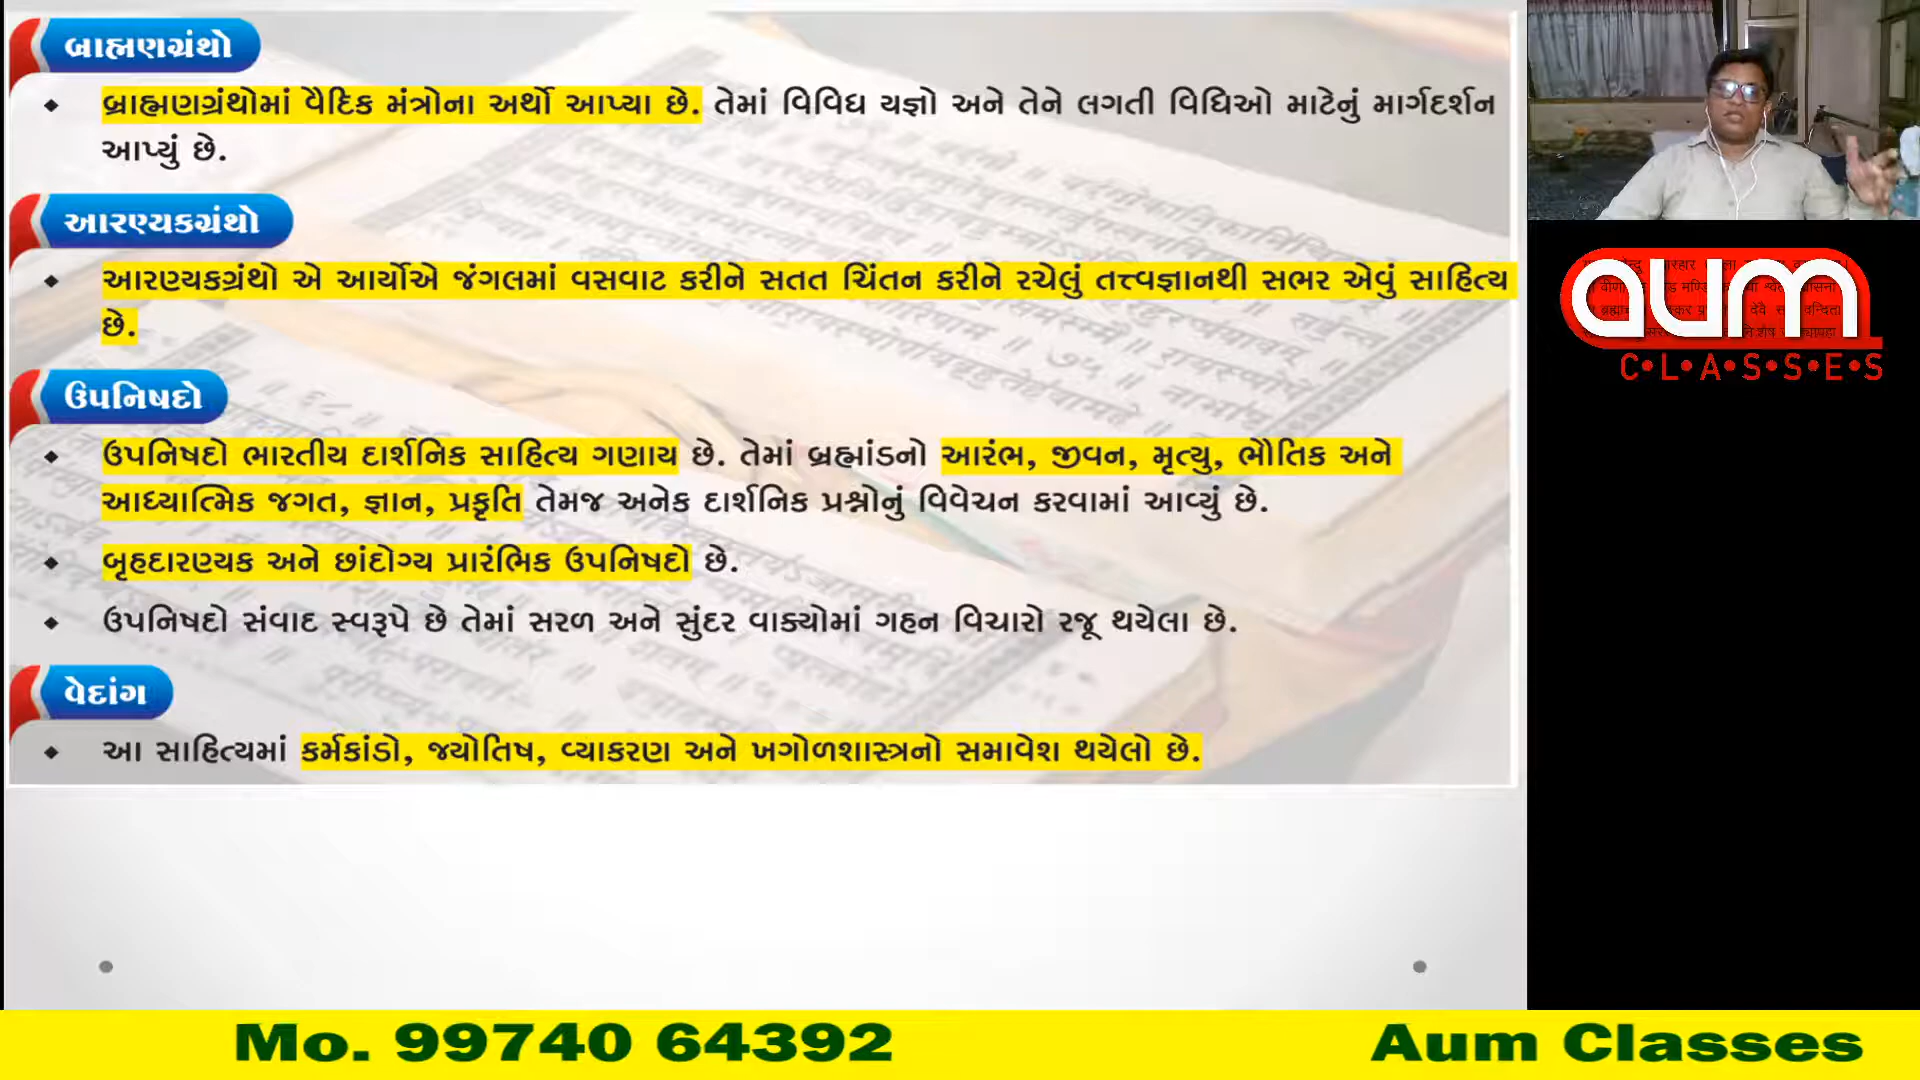 બ્રાહ્મણગ્રંથો
બ્રાહ્મણગ્રંથોમાં વૈદિક મંત્રોના અર્થો આપ્યા છે. તેમાં વિવિધ યજ્ઞો અને તેને લગતી વિધિઓ માટેનું માર્ગદર્શન
આપ્યું છે.
આરણ્યકગ્રંથો
આરણ્યકગ્રંથો એ આર્યોએ જંગલમાં વસવાટ કરીને સતત ચિંતન કરીને રચેલું તત્ત્વજ્ઞાનથી સભર એવું સાહિત્ય
છે.
ઉપનિષદો
ઉપનિષદો ભારતીય દાર્શનિક સાહિત્ય ગણાય છે. તેમાં બ્રહ્માંડનો આરંભ, જીવન, મૃત્યુ, ભૌતિક અને
આધ્યાત્મિક જગત, જ્ઞાન, પ્રકૃતિ તેમજ અનેક દાર્શનિક પ્રશ્નોનું વિવેચન કરવામાં આવ્યું છે.
બૃહદારણ્યક અને છાંદોગ્ય પ્રારંભિક ઉપનિષદો છે.
ઉપનિષદો સંવાદ સ્વરૂપે છે તેમાં સરળ અને સુંદર વાક્યોમાં ગહન વિચારો રજૂ થયેલા છે.
વેદાંગ
આ સાહિત્યમાં કર્મકાંડો, જ્યોતિષ, વ્યાકરણ અને ખગોળશાસ્ત્રનો સમાવેશ થયેલો છે.
aum
C•L•A•S•S•E•S
Mo. 99740 64392
Aum Classes